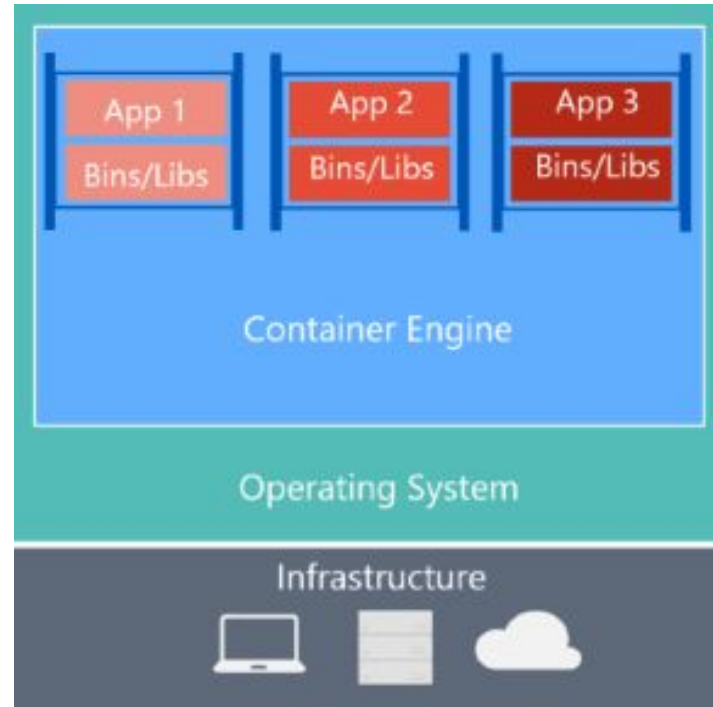 App 1
App 2
App 3
Bins/Libs
Bins/Libs
Bins/Libs
Container Engine
Operating System
Infrastructure